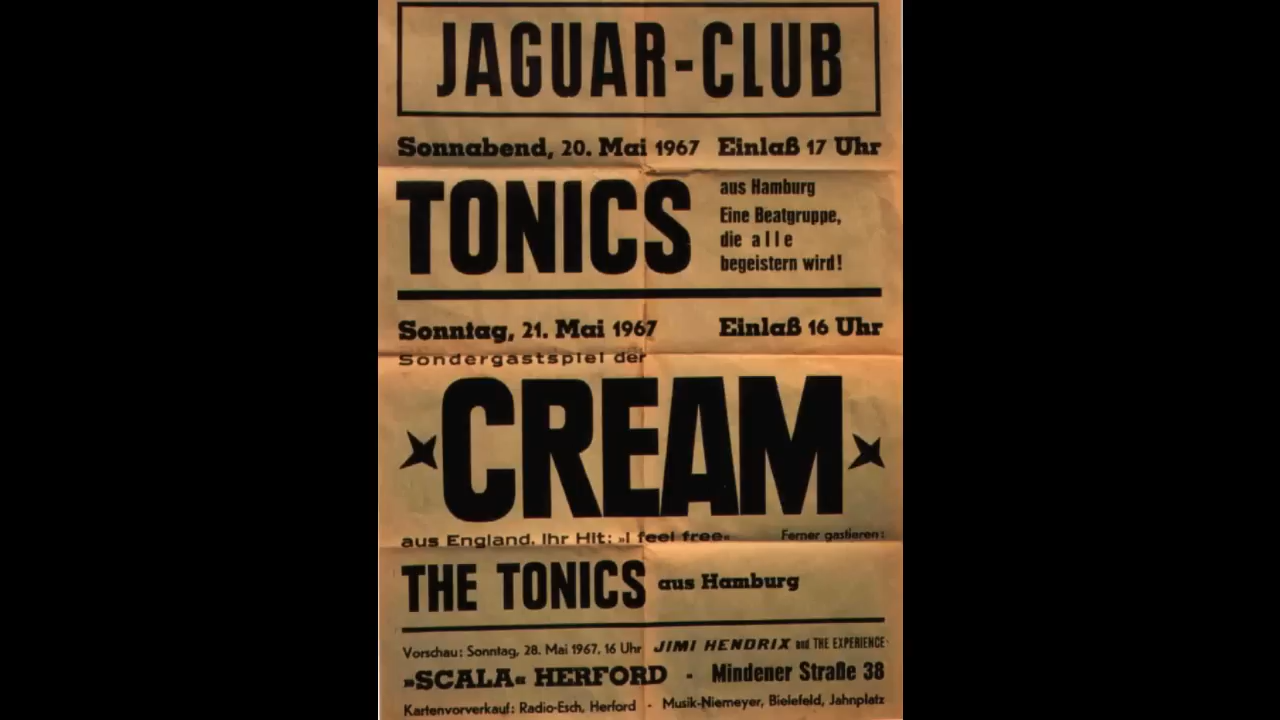 JAGUAR-CLUB
Sonnabend, 20. Mai 1967 Einlaß 17 Uhr
TONICS
aus Hamburg
Eine Beatgruppe,
die alle
begeistern wird!
Sonntag, 21. Mai 1967 Einlaß 16 Uhr
Sondergastspiel der
CREAM
aus England. Ihr Hit: »I feel free« Ferner gastieren:
THE TONICS aus Hamburg
Vorschau: Sonntag, 28. Mai 1967, 16 Uhr JIMI HENDRIX und THE EXPERIENCE
»SCALA« HERFORD - Mindener Straße 38
Kartenvorverkauf: Radio-Esch, Herford - Musik-Niemeyer, Bielefeld, Jahnplatz